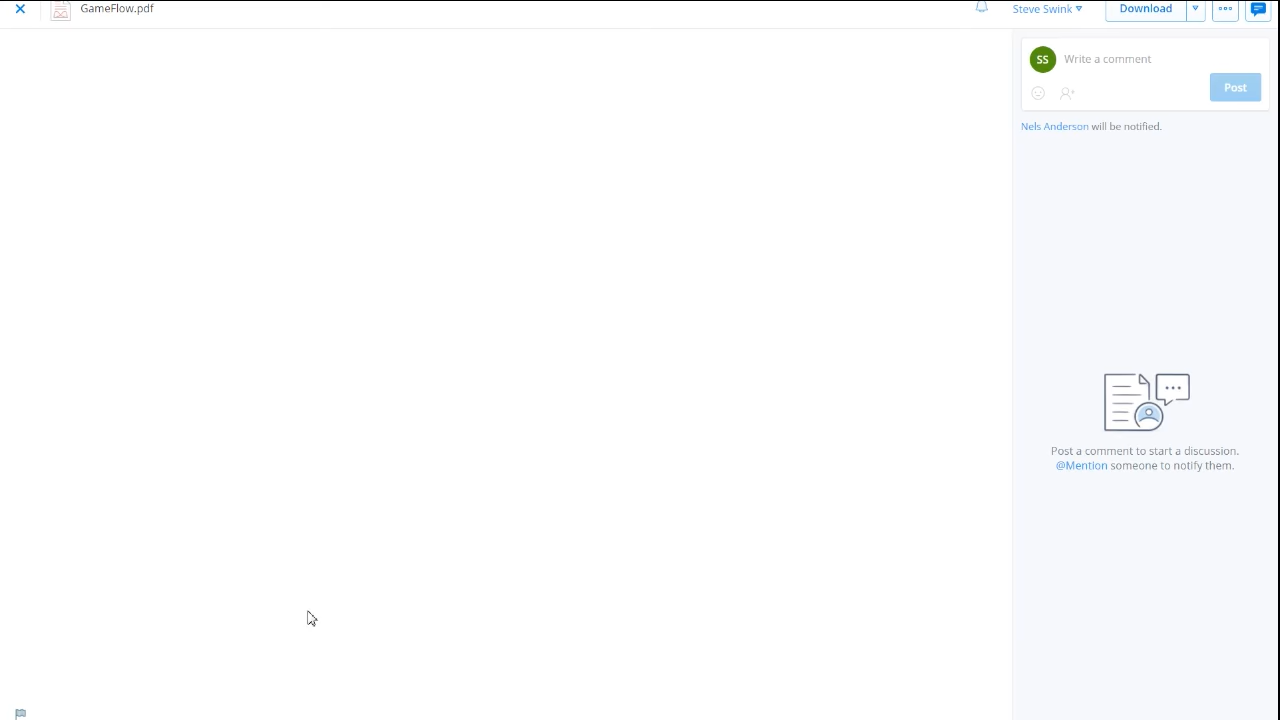 GameFlow.pdf
Steve Swink
Download
SS
Write a comment
Post
Nels Anderson will be notified.
Post a comment to start a discussion.
@Mention someone to notify them.